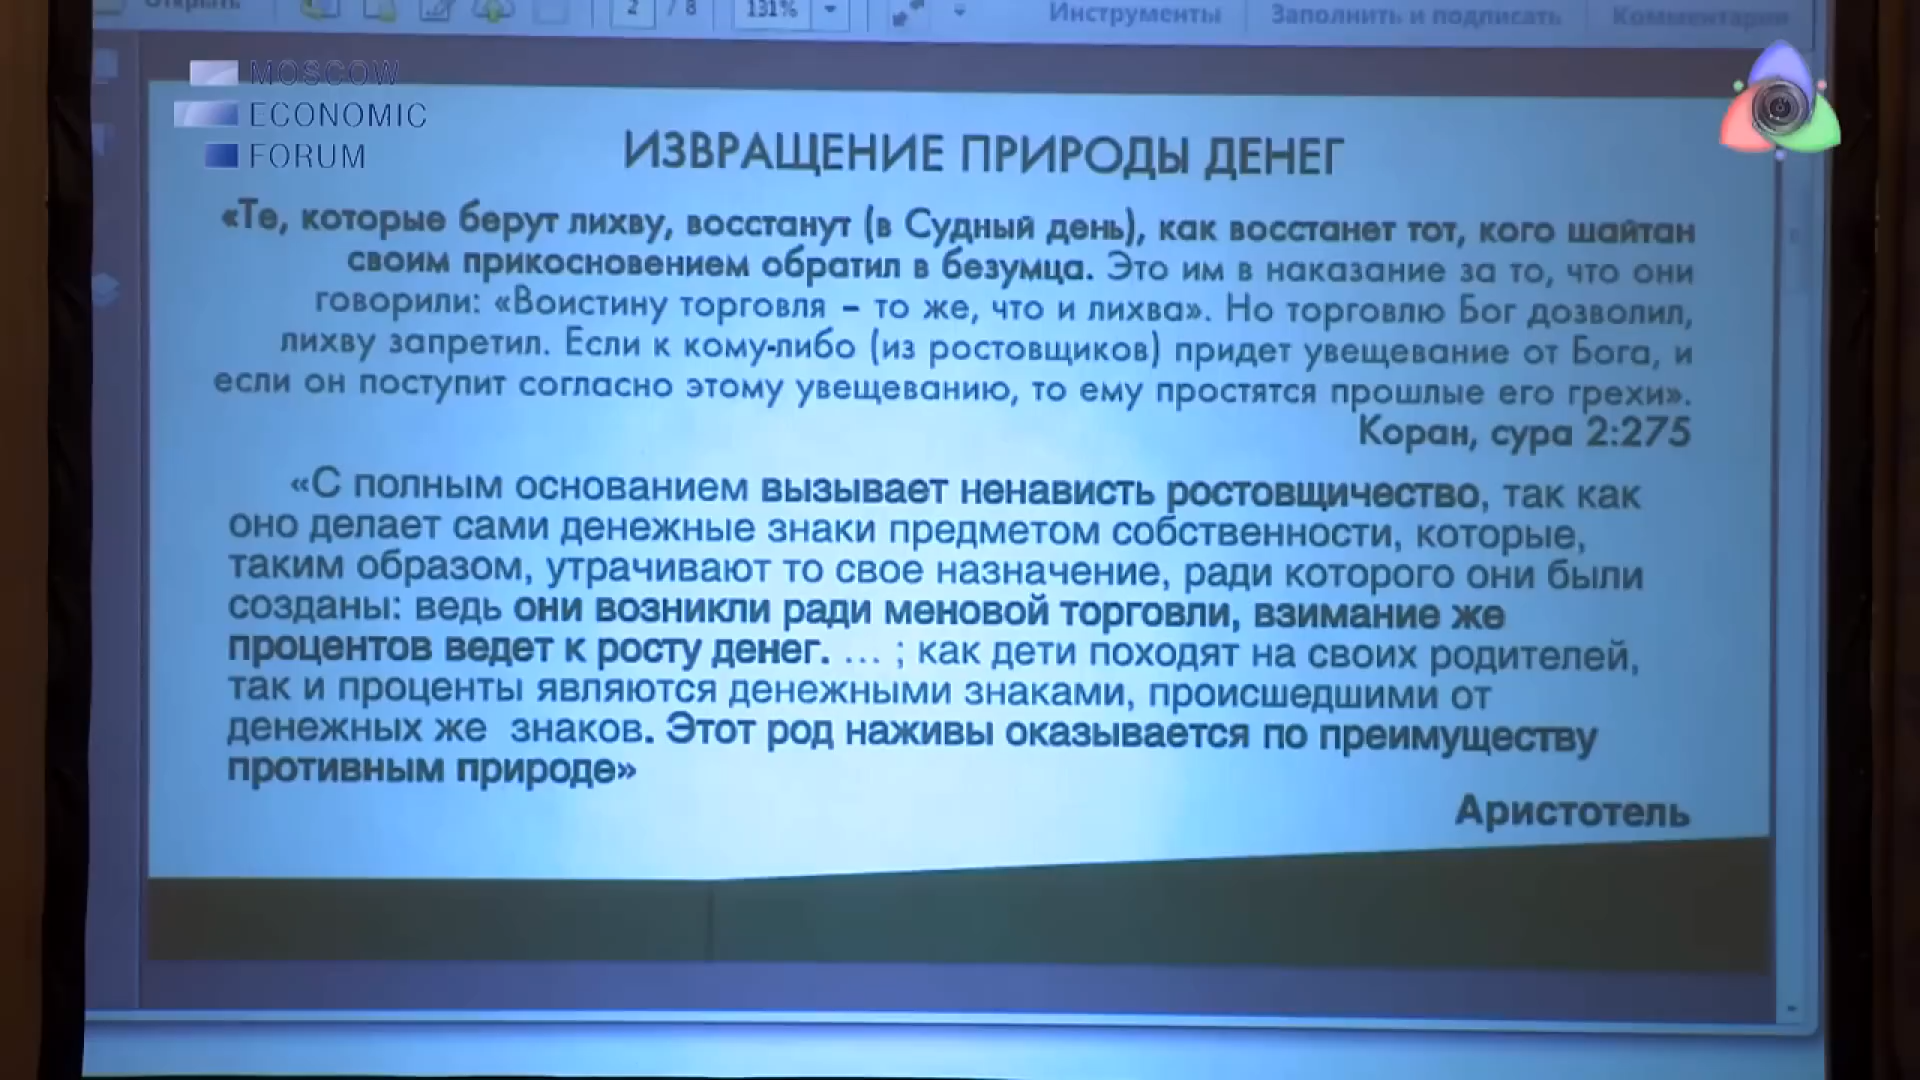 Открыть 2 / 8 131% Инструменты Заполнить и подписать Комментарии
MOSCOW
ECONOMIC
FORUM
ИЗВРАЩЕНИЕ ПРИРОДЫ ДЕНЕГ
«Те, которые берут лихву, восстанут (в Судный день), как восстанет тот, кого шайтан
своим прикосновением обратил в безумца. Это им в наказание за то, что они
говорили: «Воистину торговля – то же, что и лихва». Но торговлю Бог дозволил,
лихву запретил. Если к кому-либо (из ростовщиков) придет увещевание от Бога, и
если он поступит согласно этому увещеванию, то ему простятся прошлые его грехи».
Коран, сура 2:275
«С полным основанием вызывает ненависть ростовщичество, так как
оно делает сами денежные знаки предметом собственности, которые,
таким образом, утрачивают то свое назначение, ради которого они были
созданы: ведь они возникли ради меновой торговли, взимание же
процентов ведет к росту денег. ... ; как дети походят на своих родителей,
так и проценты являются денежными знаками, происшедшими от
денежных же знаков. Этот род наживы оказывается по преимуществу
противным природе»
Аристотель